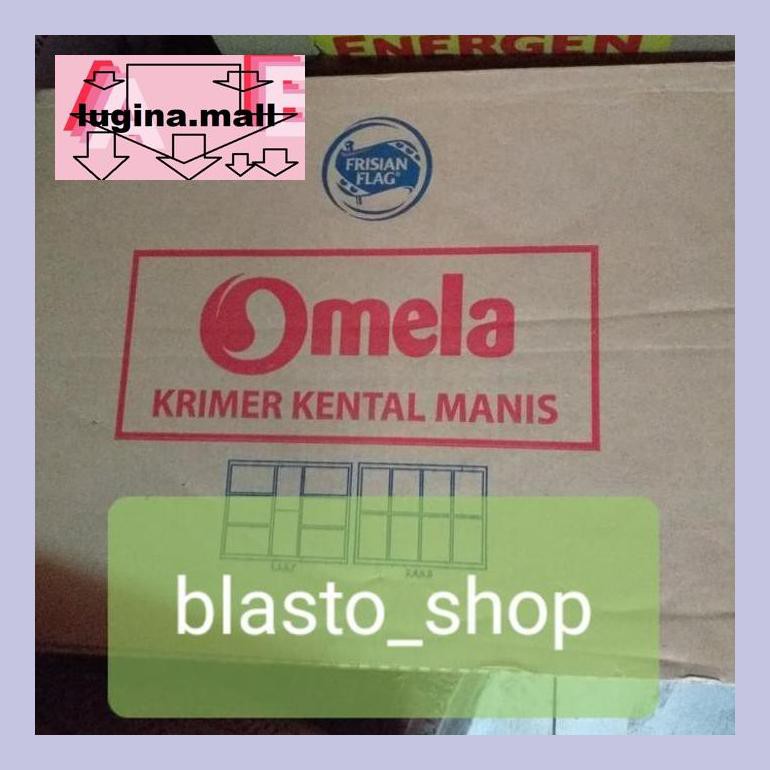 ENERGEN
A E
lugina.mall
FRISIAN
FLAG®
Omela
KRIMER KENTAL MANIS
blasto_shop